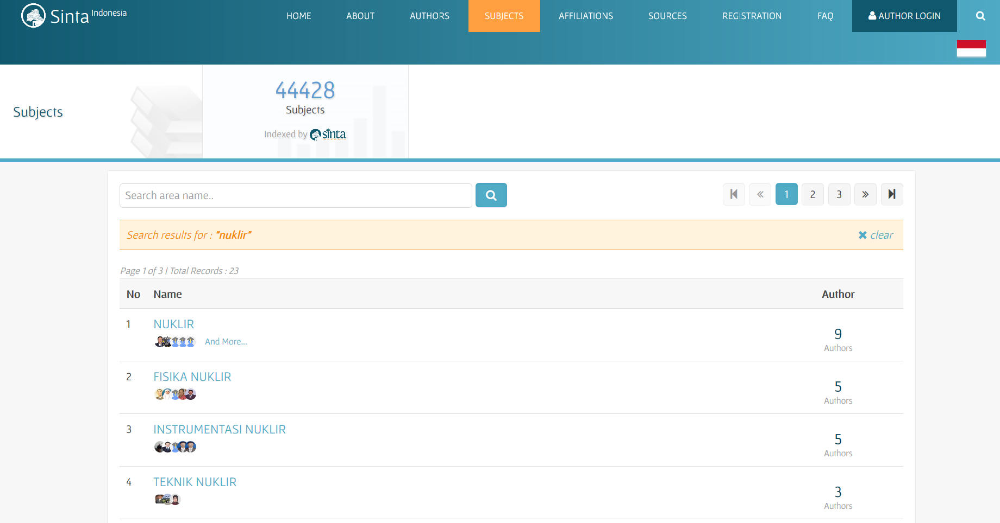 Sinta Indonesia
HOME ABOUT AUTHORS SUBJECTS AFFILIATIONS SOURCES REGISTRATION FAQ AUTHOR LOGIN
Subjects
44428
Subjects
Indexed by sinta
Search area name..
1 2 3
Search results for : "nuklir"
clear
Page 1 of 3 | Total Records : 23
No Name Author
1 NUKLIR
And More...
9
Authors
2 FISIKA NUKLIR
5
Authors
3 INSTRUMENTASI NUKLIR
5
Authors
4 TEKNIK NUKLIR
3
Authors